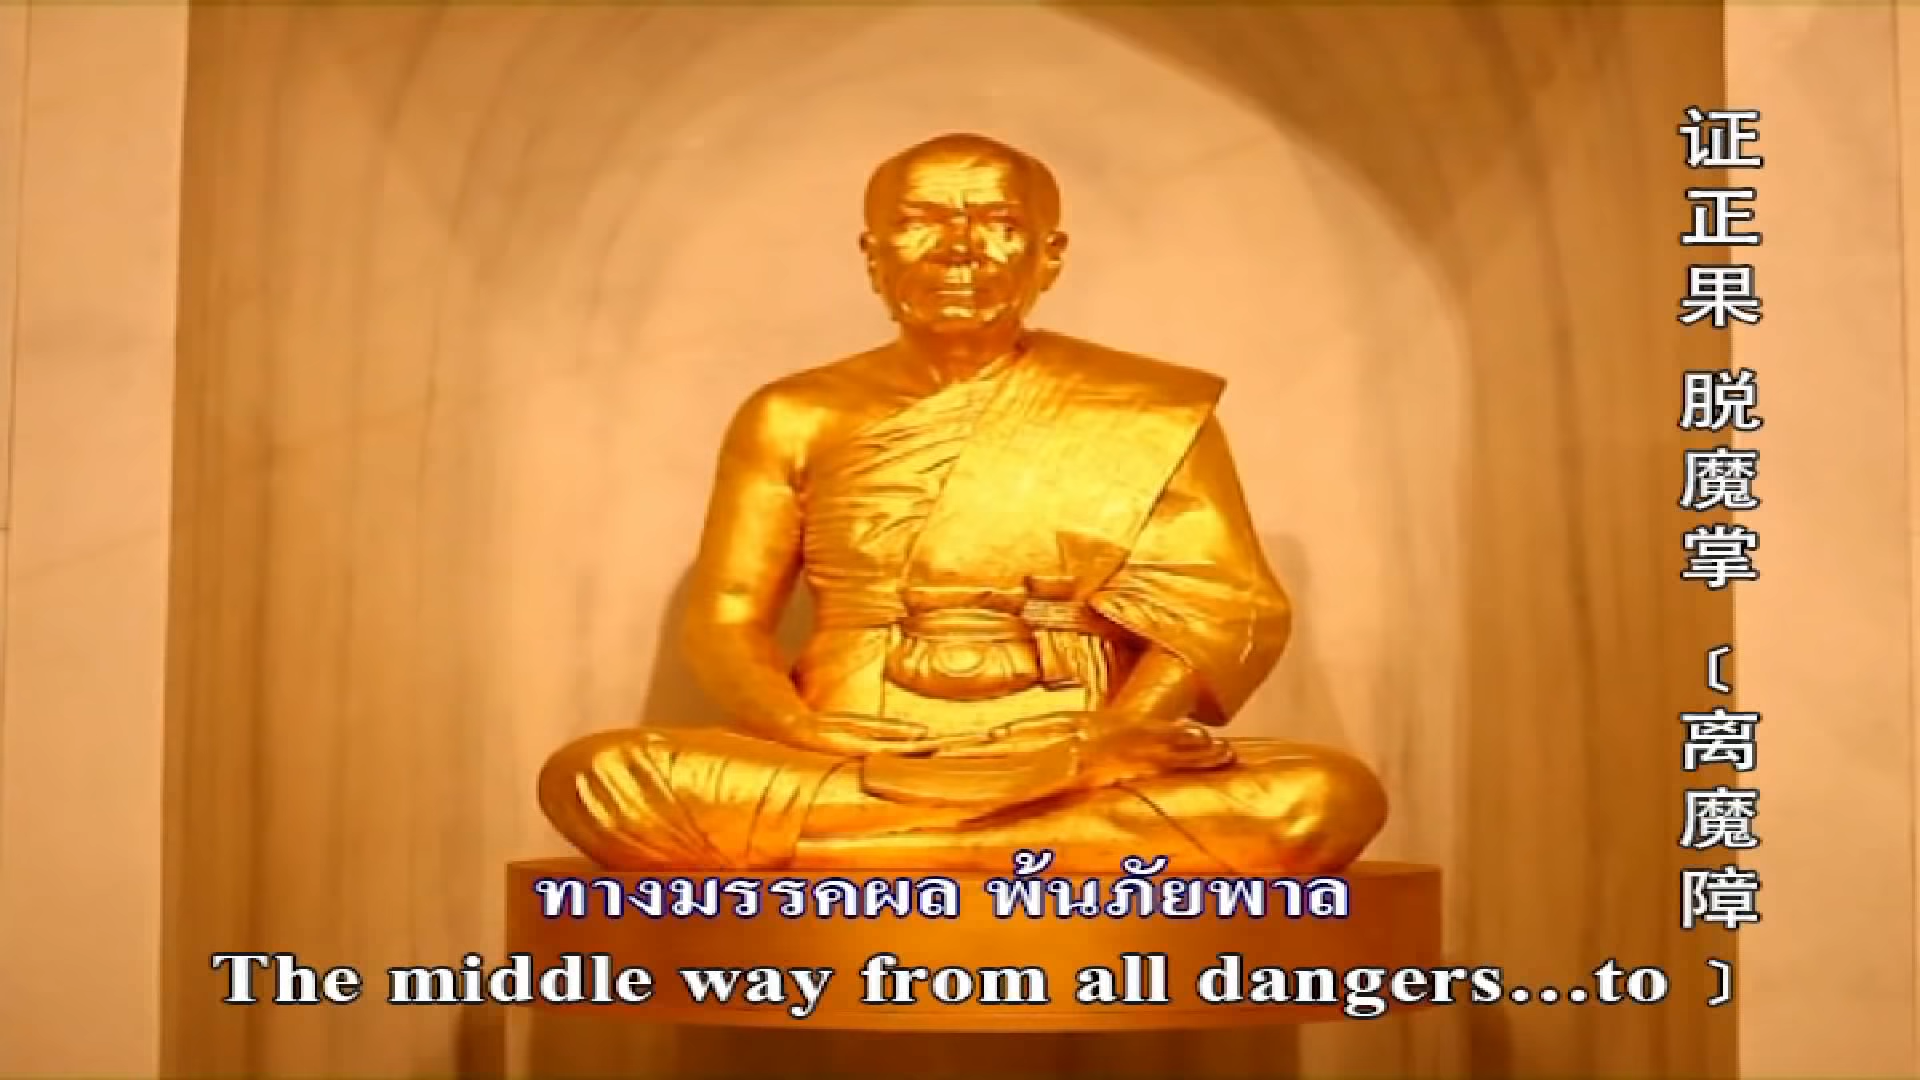 证正果 脱魔掌〔离魔障〕
ทางมรรคผล พ้นภัยพาล
The middle way from all dangers...to